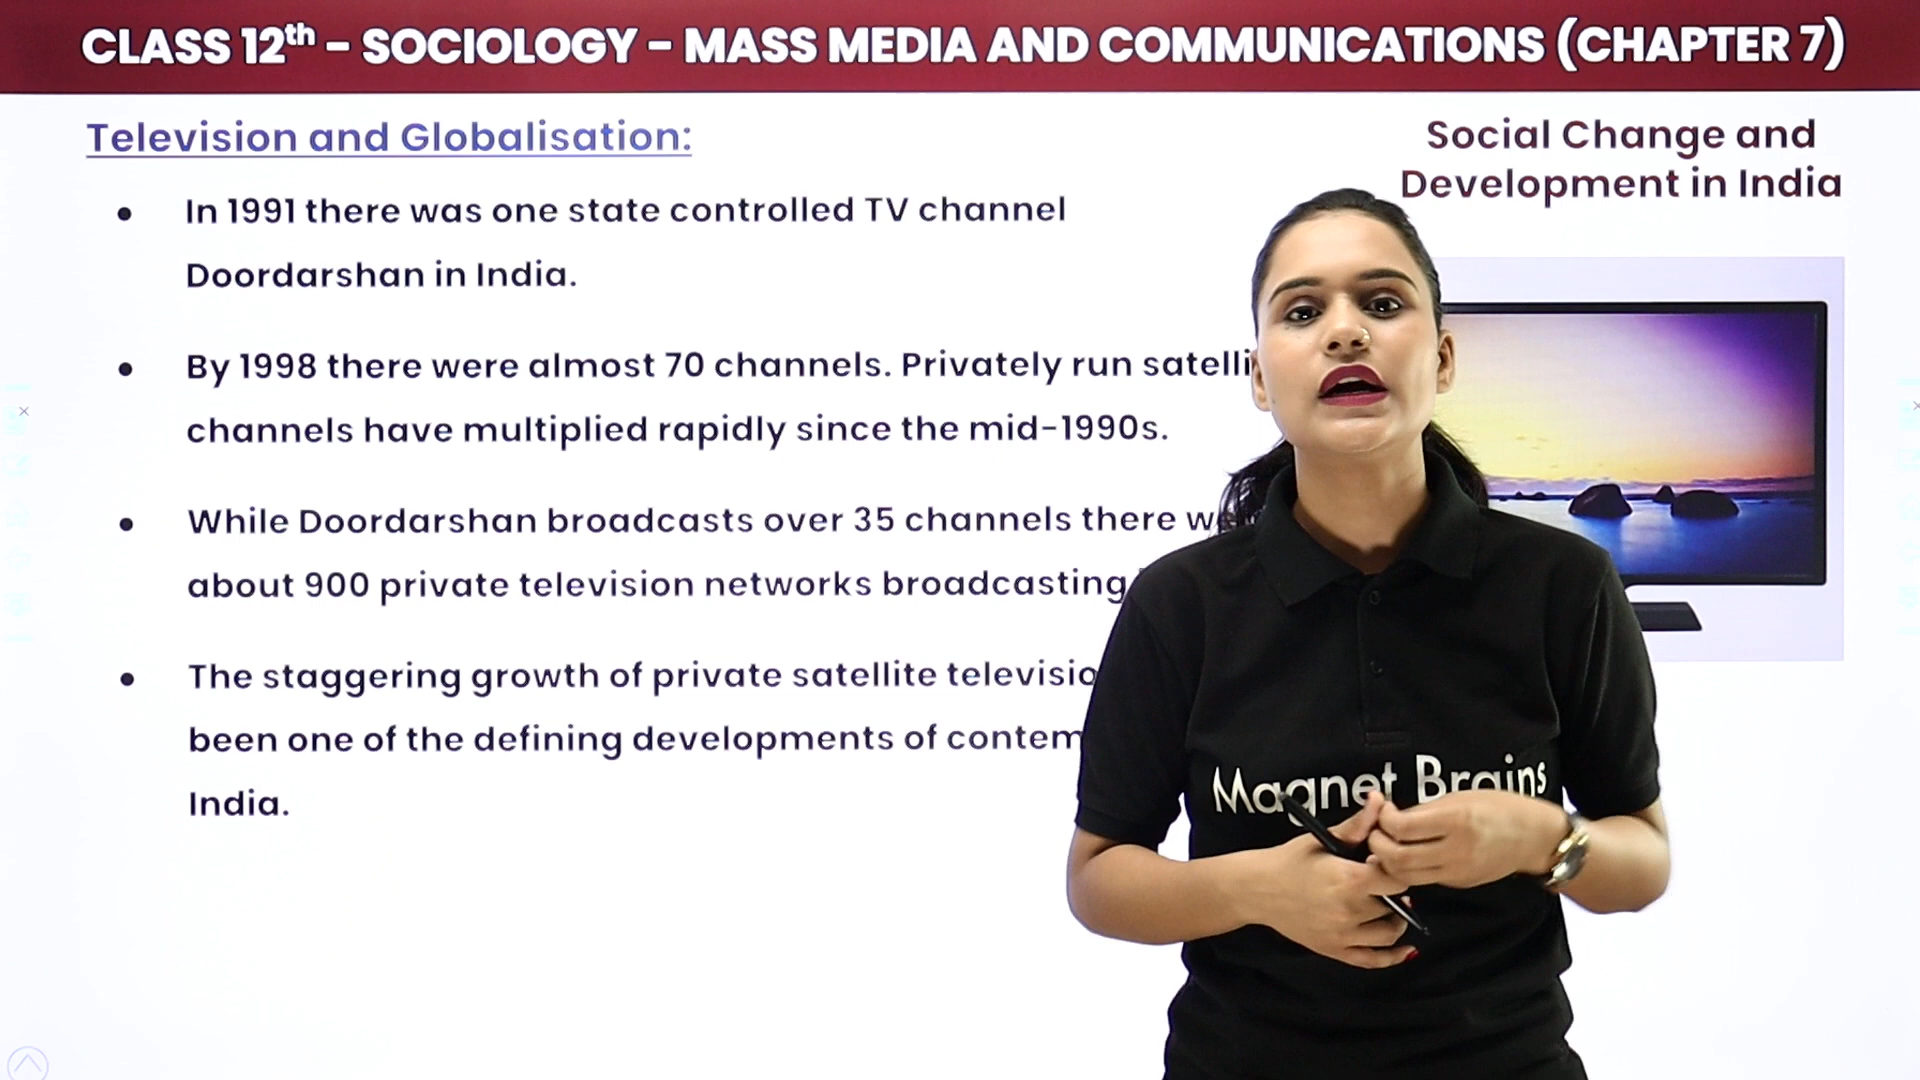 CLASS 12th – SOCIOLOGY – MASS MEDIA AND COMMUNICATIONS (CHAPTER 7)
Television and Globalisation:
Social Change and
Development in India
• In 1991 there was one state controlled TV channel
Doordarshan in India.
• By 1998 there were almost 70 channels. Privately run
channels have multiplied rapidly since the mid-1990s.
• While Doordarshan broadcasts over 35 channels there
about 900 private television networks broadcasting
• The staggering growth of private satellite
been one of the defining developments of
India.
Magnet Brains